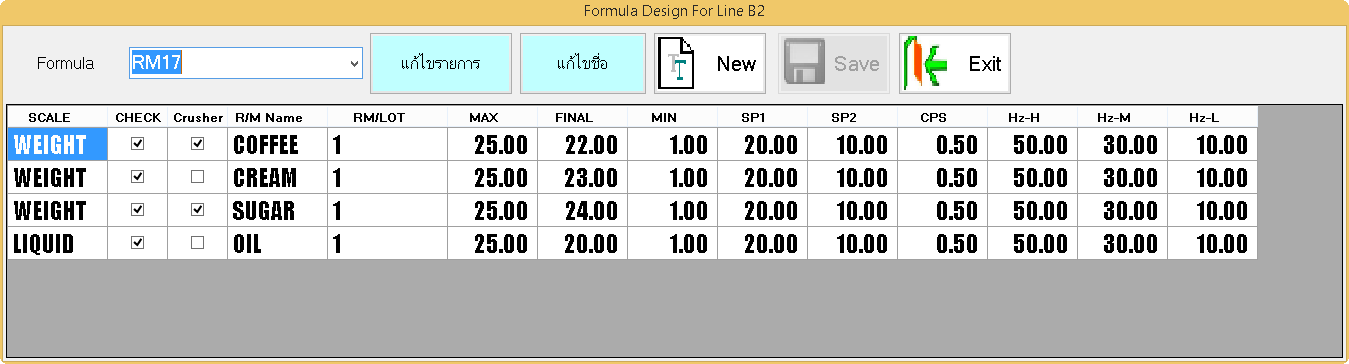 Formula Design For Line B2
Formula RM17 แก้ไขรายการ แก้ไขชื่อ New Save Exit
SCALE CHECK Crusher R/M Name RM/LOT MAX FINAL MIN SP1 SP2 CPS Hz-H Hz-M Hz-L
WEIGHT COFFEE 1 25.00 22.00 1.00 20.00 10.00 0.50 50.00 30.00 10.00
WEIGHT CREAM 1 25.00 23.00 1.00 20.00 10.00 0.50 50.00 30.00 10.00
WEIGHT SUGAR 1 25.00 24.00 1.00 20.00 10.00 0.50 50.00 30.00 10.00
LIQUID OIL 1 25.00 20.00 1.00 20.00 10.00 0.50 50.00 30.00 10.00